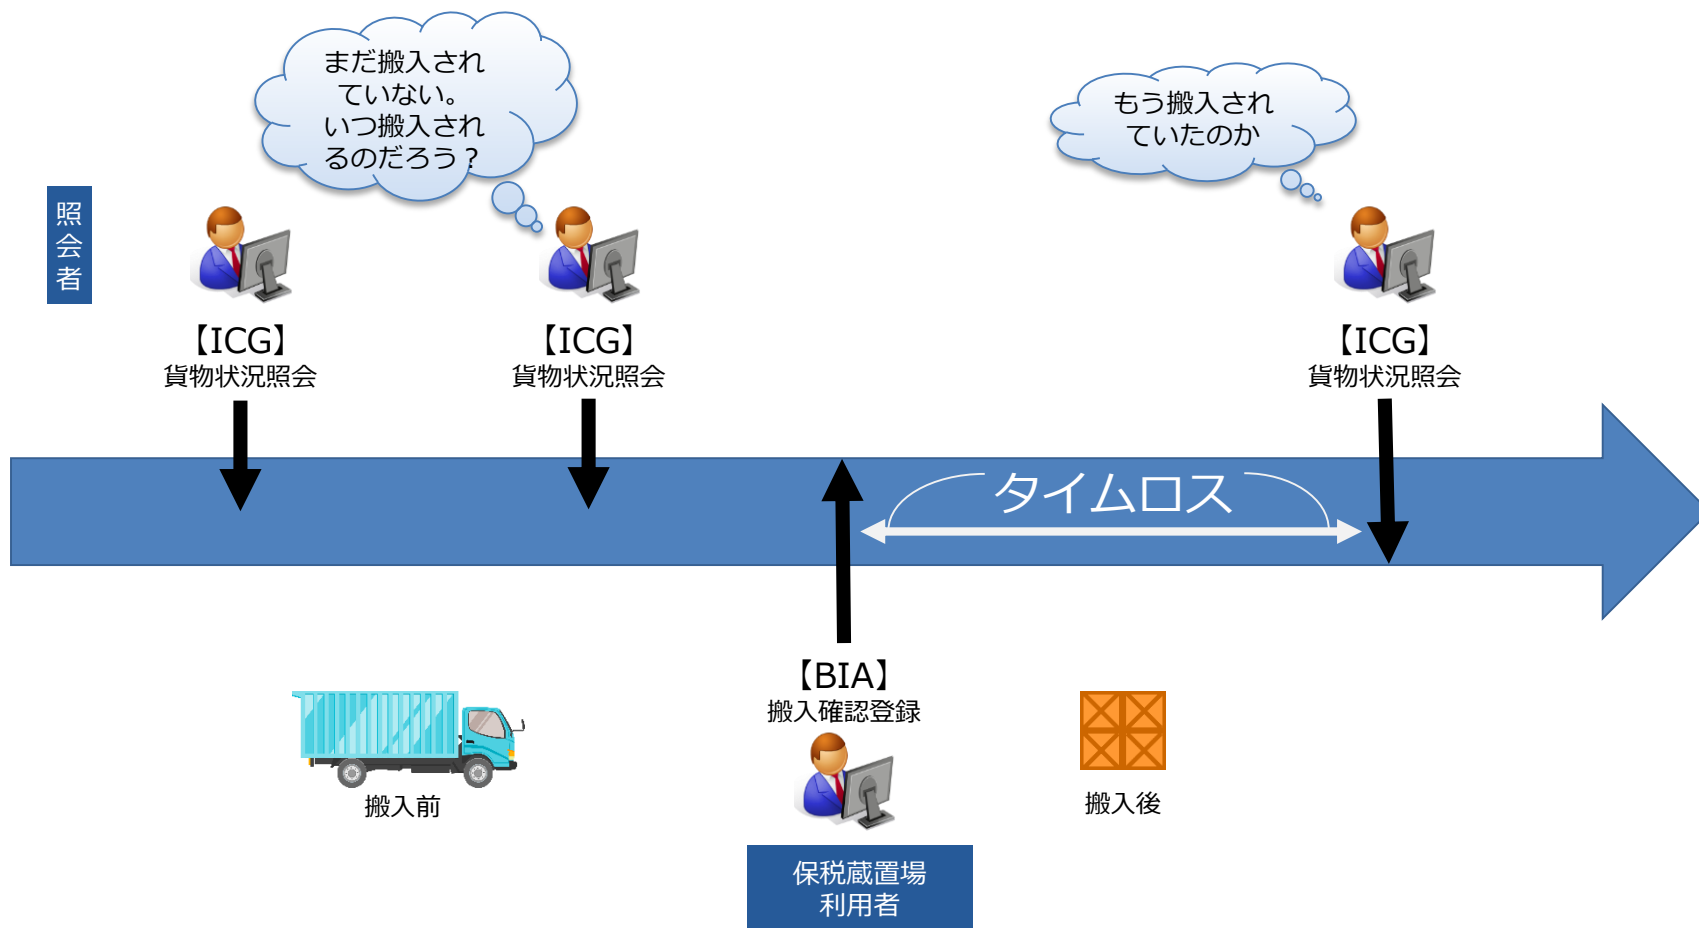 まだ搬入され
ていない。
いつ搬入され
るのだろう？
もう搬入され
ていたのか
照会者
【ICG】
貨物状況照会
【ICG】
貨物状況照会
【ICG】
貨物状況照会
タイムロス
【BIA】
搬入確認登録
搬入前
搬入後
保税蔵置場
利用者